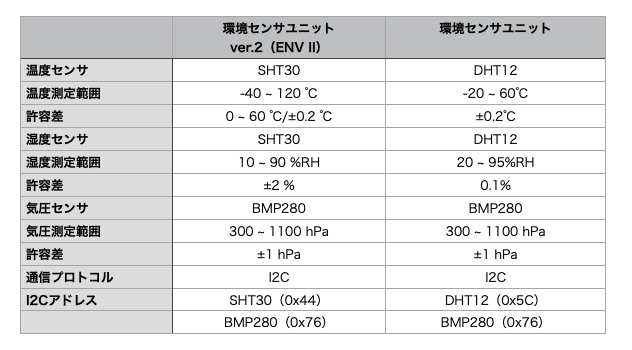 環境センサユニット ver.2（ENV II） 環境センサユニット
温度センサ SHT30 DHT12
温度測定範囲 -40 ~ 120 ℃ -20 ~ 60℃
許容差 0 ~ 60 ℃/±0.2 ℃ ±0.2℃
湿度センサ SHT30 DHT12
湿度測定範囲 10 ~ 90 %RH 20 ~ 95%RH
許容差 ±2 % 0.1%
気圧センサ BMP280 BMP280
気圧測定範囲 300 ~ 1100 hPa 300 ~ 1100 hPa
許容差 ±1 hPa ±1 hPa
通信プロトコル I2C I2C
I2Cアドレス SHT30（0x44） DHT12（0x5C）
BMP280（0x76） BMP280（0x76）